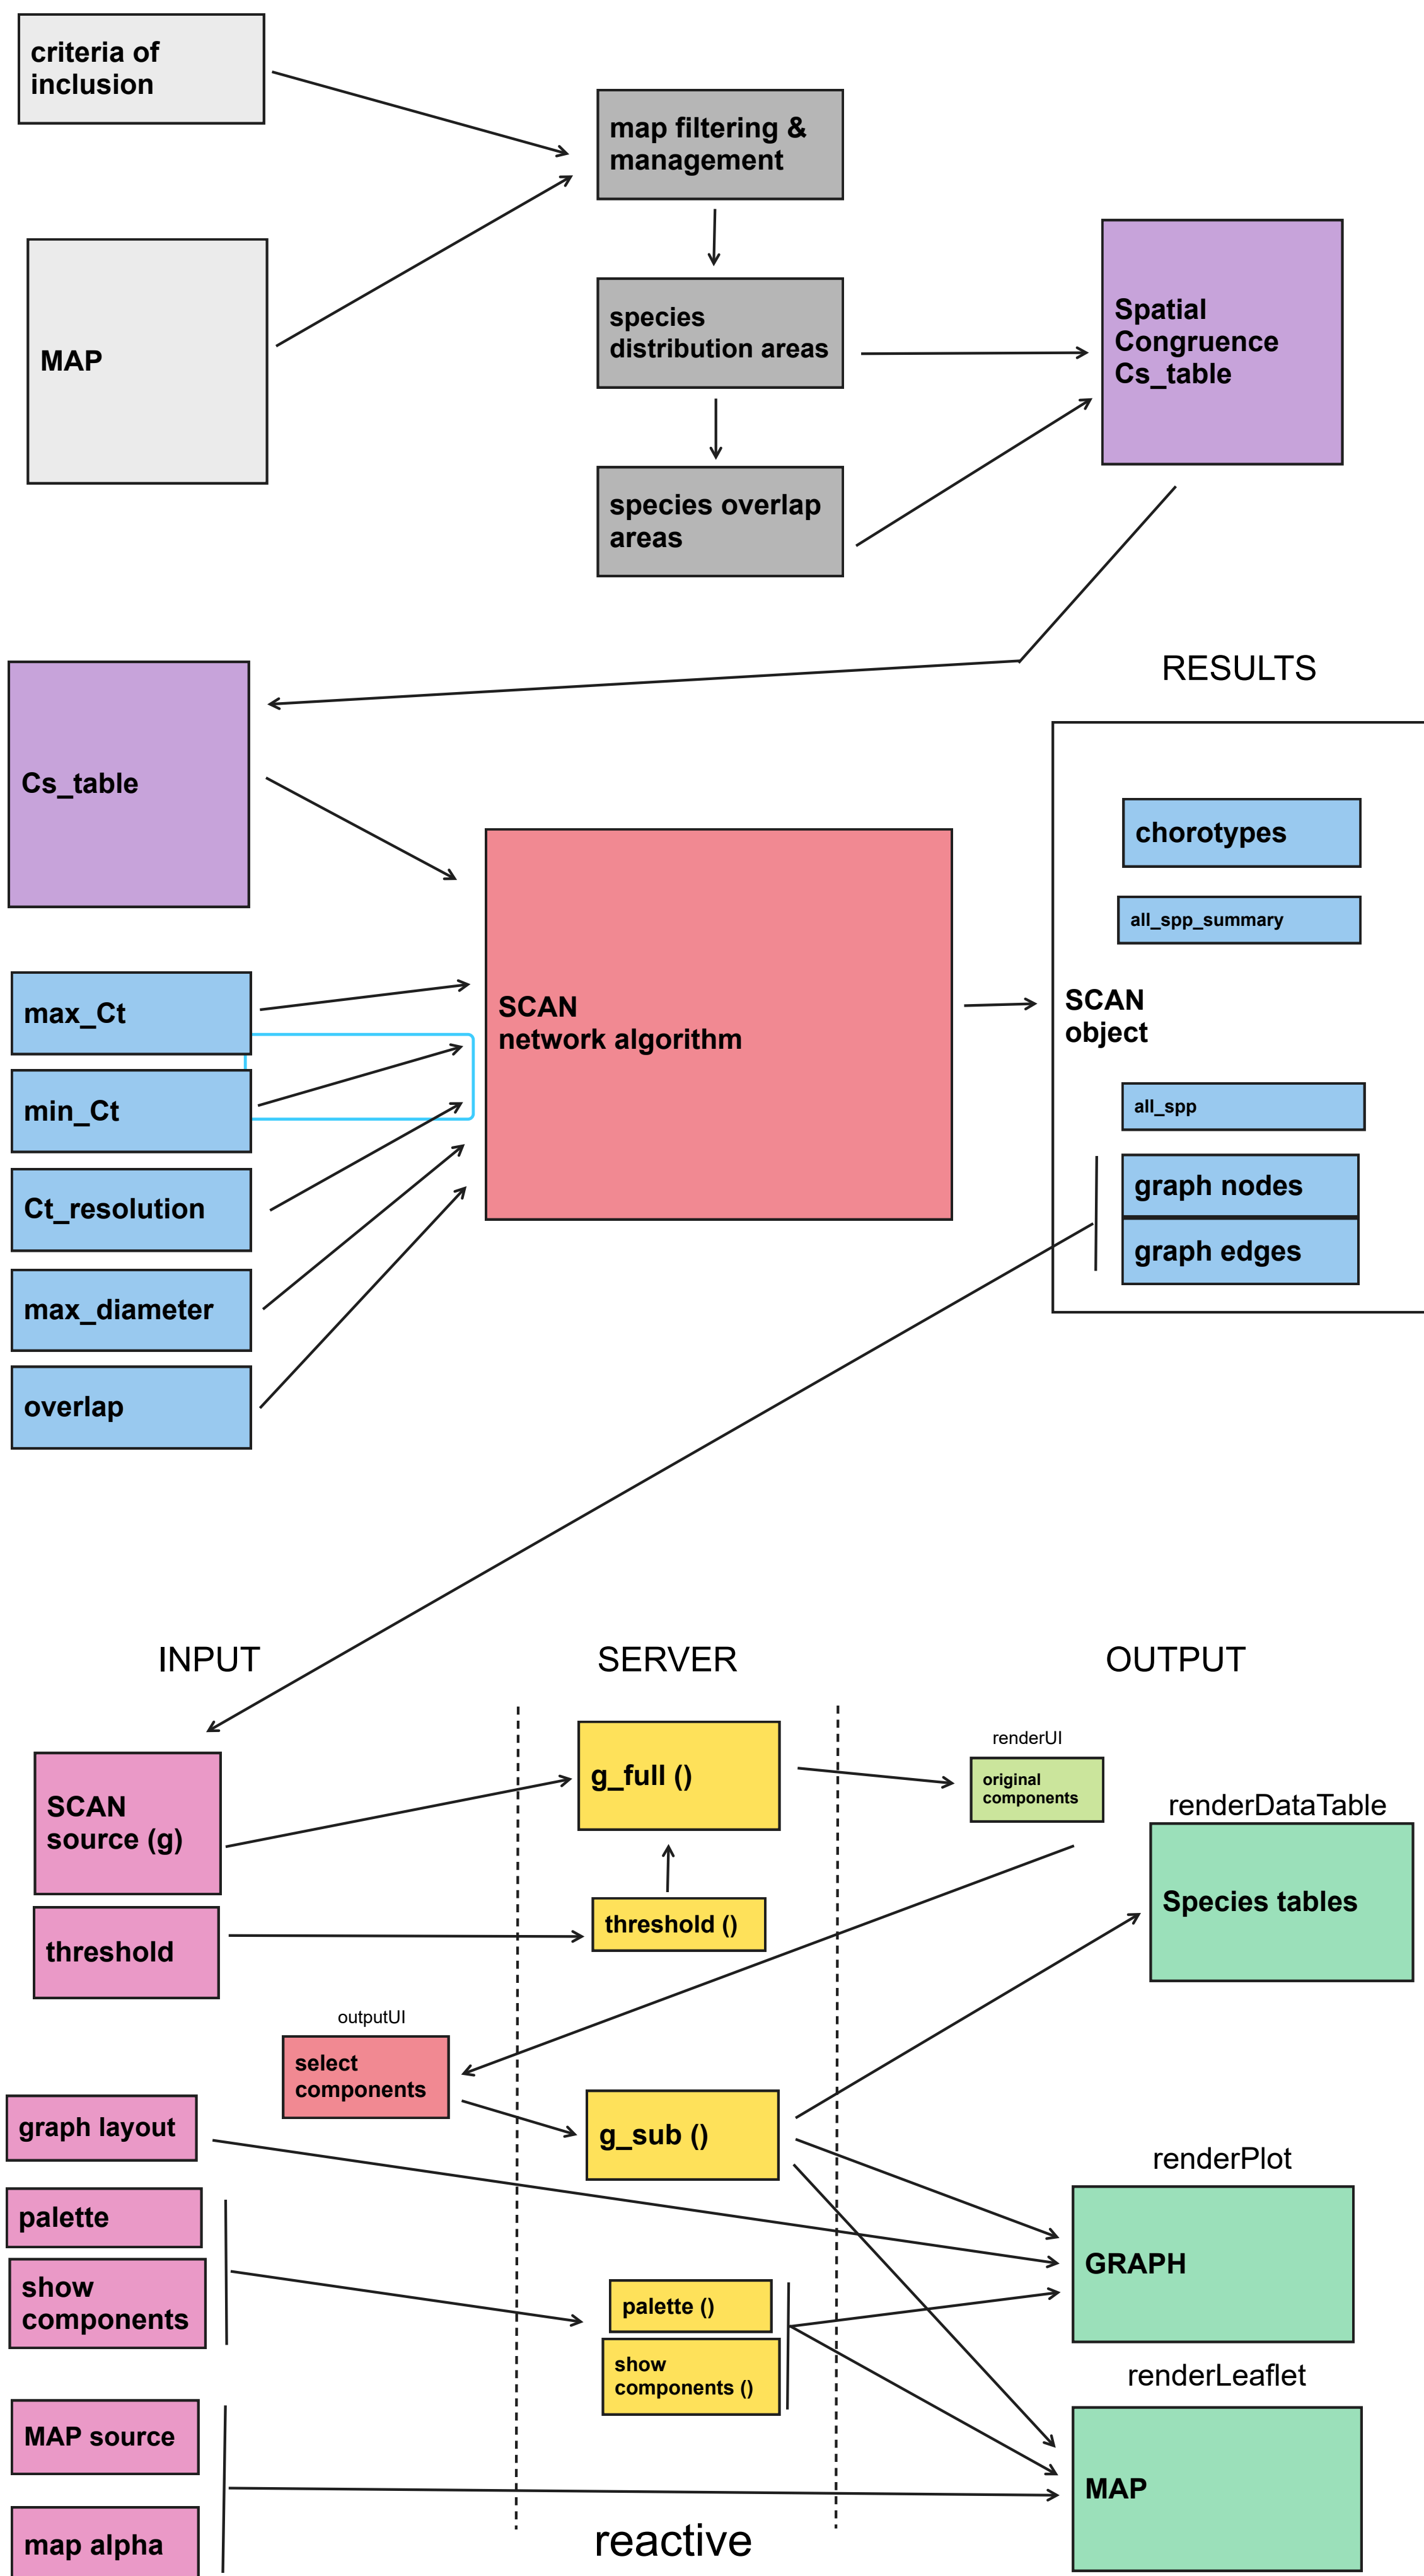 criteria of
inclusion
map filtering &
management
MAP
species
distribution areas
Spatial
Congruence
Cs_table
species overlap
areas
RESULTS
Cs_table
chorotypes
all_spp_summary
max_Ct
SCAN
network algorithm
SCAN
object
min_Ct
all_spp
Ct_resolution
graph nodes
graph edges
max_diameter
overlap
INPUT
SERVER
OUTPUT
renderUI
SCAN
source (g)
g_full ()
original
components
renderDataTable
Species tables
threshold
threshold ()
outputUI
select
components
graph layout
g_sub ()
renderPlot
palette
show
components
GRAPH
palette ()
show
components ()
renderLeaflet
MAP source
MAP
map alpha
reactive